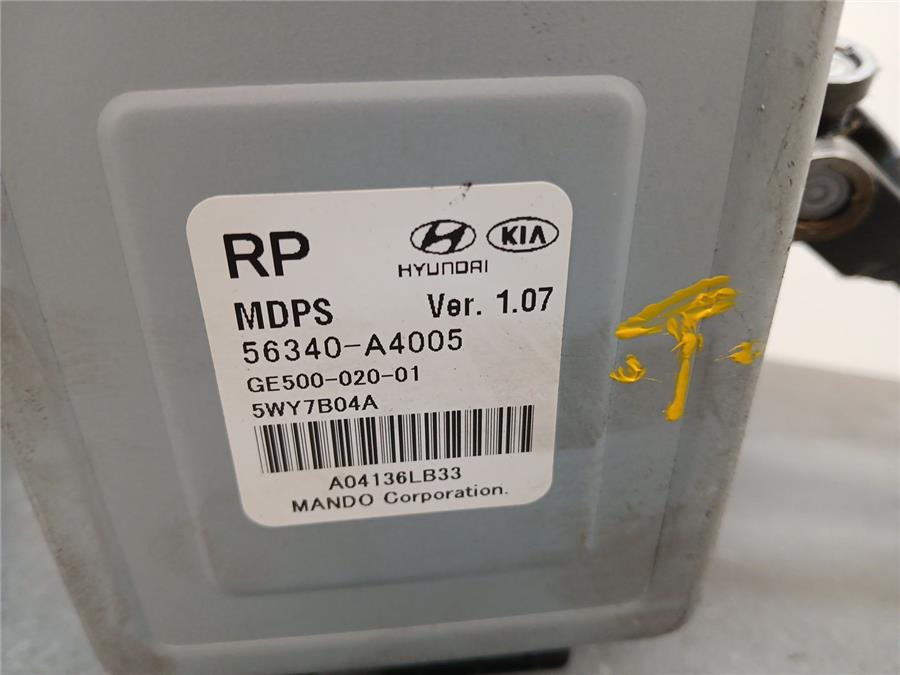 RP
HYUNDAI
KIA
MDPS Ver. 1.07
56340-A4005
GE500-020-01
5WY7B04A
A04136LB33
MANDO Corporation.
T